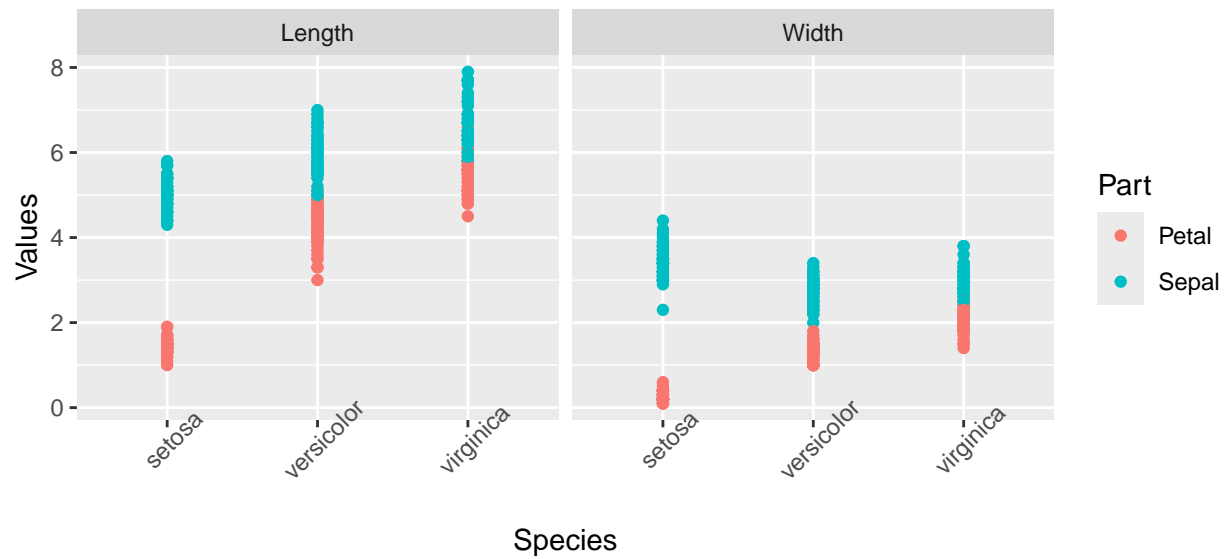 Length
Width
Values
8
6
4
2
0
setosa
versicolor
virginica
setosa
versicolor
virginica
Species
Part
Petal
Sepal